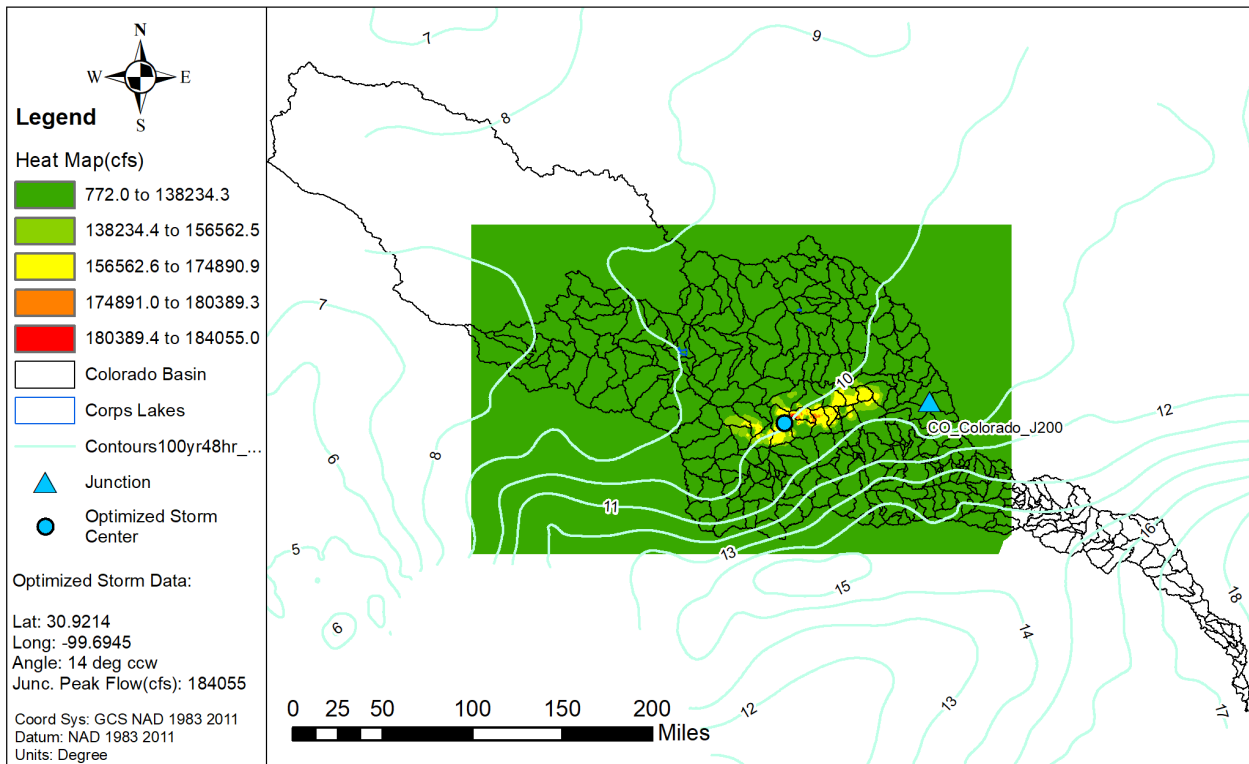 N
W
E
S
Legend
Heat Map(cfs)
772.0 to 138234.3
138234.4 to 156562.5
156562.6 to 174890.9
174891.0 to 180389.3
180389.4 to 184055.0
Colorado Basin
Corps Lakes
Contours100yr48hr_...
Junction
Optimized Storm
Center
Optimized Storm Data:
Lat: 30.9214
Long: -99.6945
Angle: 14 deg ccw
Junc. Peak Flow(cfs): 184055
Coord Sys: GCS NAD 1983 2011
Datum: NAD 1983 2011
Units: Degree
7
9
8
7
6
8
10
12
CO_Colorado_J200
11
5
13
16
15
6
18
14
13
12
17
0 25 50 100 150 200
Miles